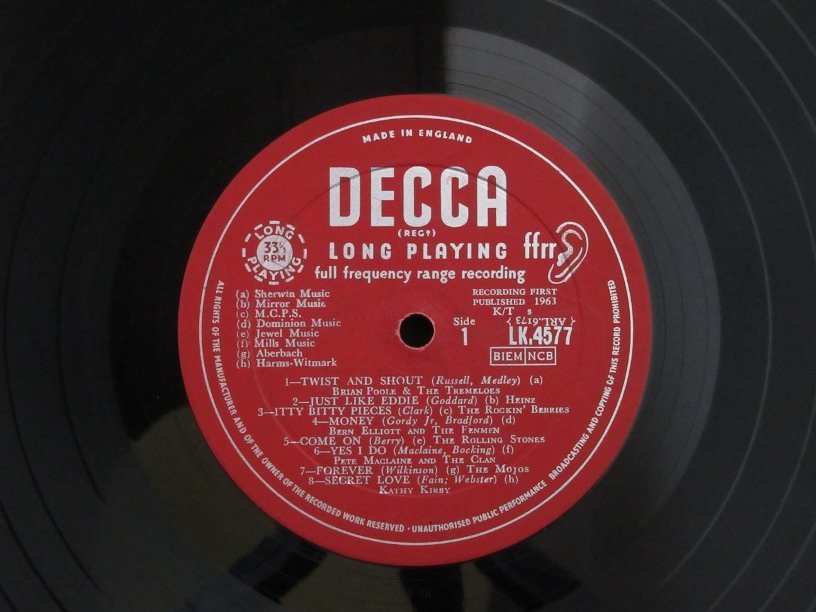 MADE IN ENGLAND
DECCA
(REGD)
LONG PLAYING ffrr
full frequency range recording
LONG PLAYING
33⅓
RPM
(a) Sherwin Music
(b) Mirror Music
(c) M.C.P.S.
(d) Dominion Music
(e) Jewel Music
(f) Mills Music
(g) Aberbach
(h) Harms-Witmark
RECORDING FIRST
PUBLISHED 1963
K/T s
{ ARL.6173 }
Side
1
LK.4577
BIEM NCB
1—TWIST AND SHOUT (Russell, Medley) (a)
BRIAN POOLE & THE TREMELOES
2—JUST LIKE EDDIE (Goddard) (b) HEINZ
3—ITTY BITTY PIECES (Clark) (c) THE ROCKIN' BERRIES
4—MONEY (Gordy Jr, Bradford) (d)
BERN ELLIOTT AND THE FENMEN
5—COME ON (Berry) (e) THE ROLLING STONES
6—YES I DO (Maclaine, Bocking) (f)
PETE MACLAINE AND THE CLAN
7—FOREVER (Wilkinson) (g) THE MOJOS
8—SECRET LOVE (Fain; Webster) (h)
KATHY KIRBY
ALL RIGHTS OF THE MANUFACTURER AND OF THE OWNER OF THE RECORDED WORK RESERVED · UNAUTHORISED PUBLIC PERFORMANCE BROADCASTING AND COPYING OF THIS RECORD PROHIBITED